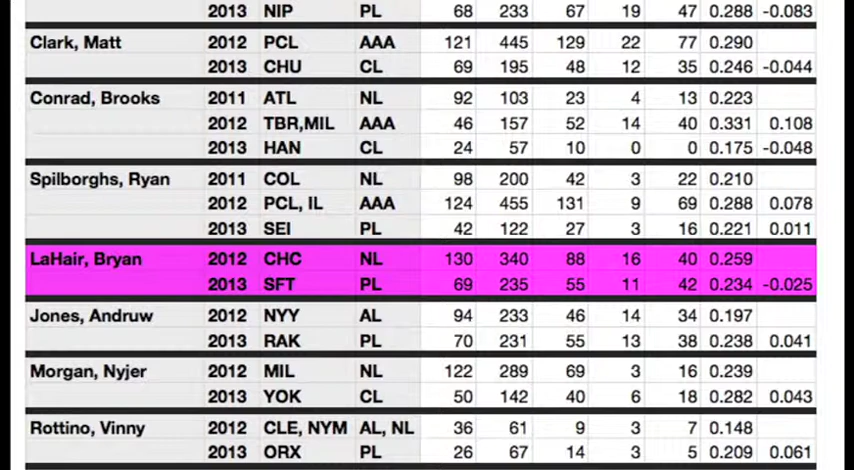 2013 NIP PL 68 233 67 19 47 0.288 -0.083
Clark, Matt 2012 PCL AAA 121 445 129 22 77 0.290
2013 CHU CL 69 195 48 12 35 0.246 -0.044
Conrad, Brooks 2011 ATL NL 92 103 23 4 13 0.223
2012 TBR,MIL AAA 46 157 52 14 40 0.331 0.108
2013 HAN CL 24 57 10 0 0 0.175 -0.048
Spilborghs, Ryan 2011 COL NL 98 200 42 3 22 0.210
2012 PCL, IL AAA 124 455 131 9 69 0.288 0.078
2013 SEI PL 42 122 27 3 16 0.221 0.011
LaHair, Bryan 2012 CHC NL 130 340 88 16 40 0.259
2013 SFT PL 69 235 55 11 42 0.234 -0.025
Jones, Andruw 2012 NYY AL 94 233 46 14 34 0.197
2013 RAK PL 70 231 55 13 38 0.238 0.041
Morgan, Nyjer 2012 MIL NL 122 289 69 3 16 0.239
2013 YOK CL 50 142 40 6 18 0.282 0.043
Rottino, Vinny 2012 CLE, NYM AL, NL 36 61 9 3 7 0.148
2013 ORX PL 26 67 14 3 5 0.209 0.061